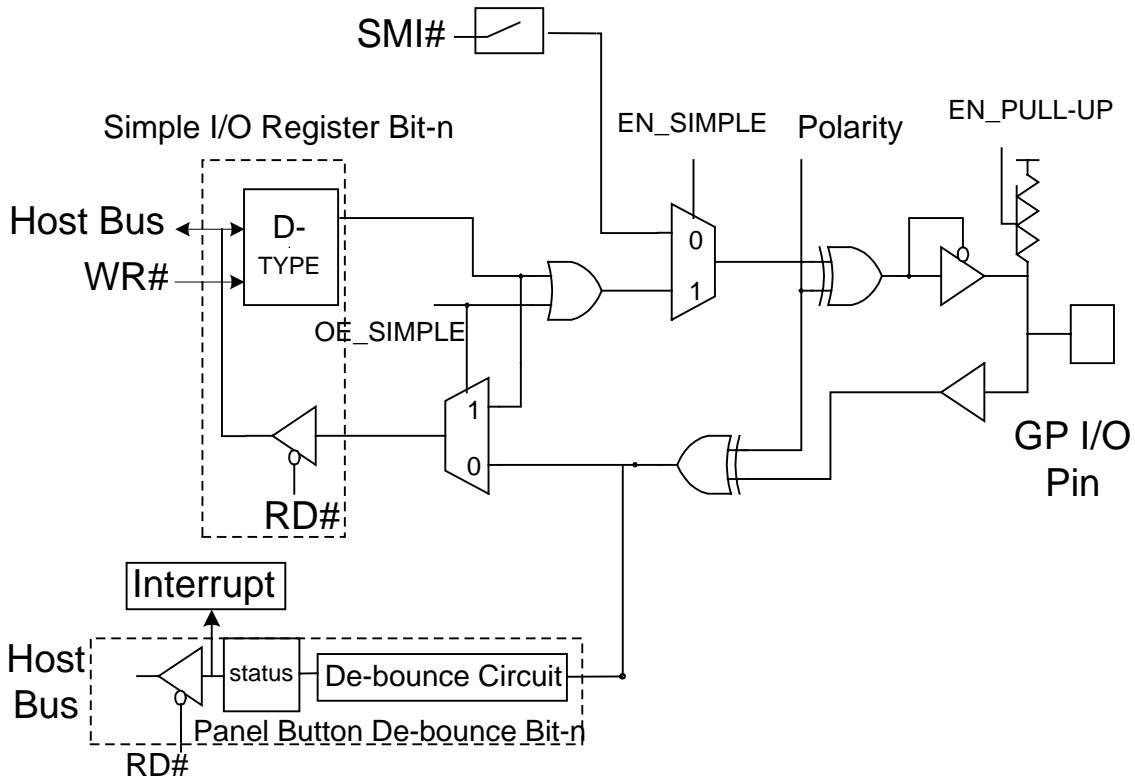 SMI#
EN_SIMPLE
Polarity
EN_PULL-UP
Simple I/O Register Bit-n
Host Bus
WR#
D-
TYPE
0
1
OE_SIMPLE
1
0
RD#
GP I/O
Pin
Interrupt
Host
Bus
status
De-bounce Circuit
Panel Button De-bounce Bit-n
RD#